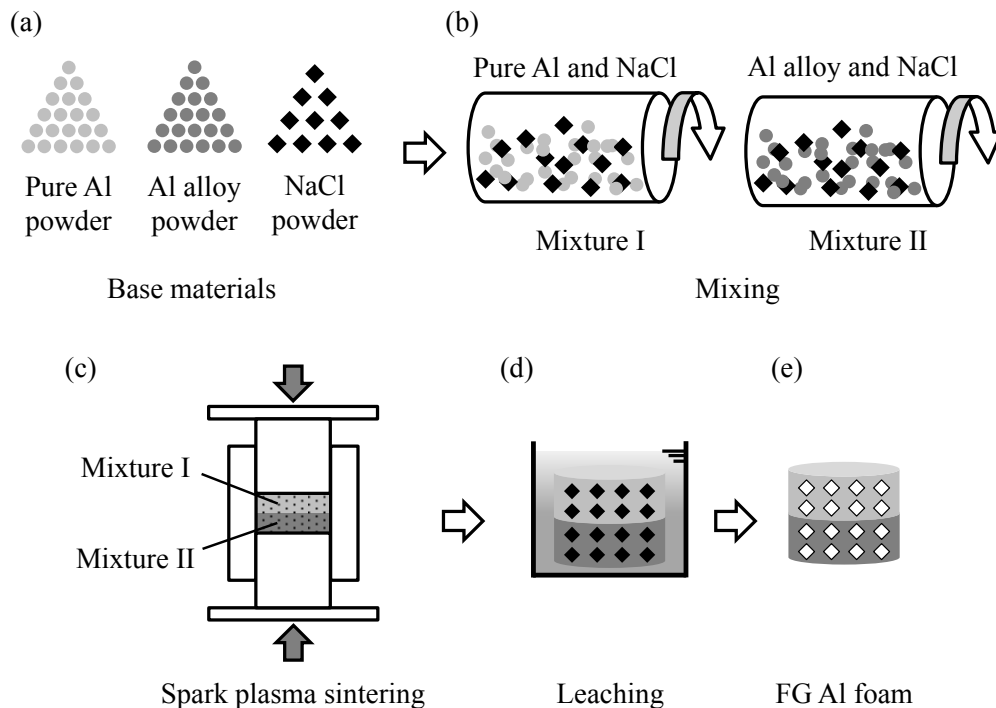 (a)
Pure Al
powder
Al alloy
powder
NaCl
powder
Base materials
(b)
Pure Al and NaCl
Al alloy and NaCl
Mixture I
Mixture II
Mixing
(c)
Mixture I
Mixture II
Spark plasma sintering
(d)
Leaching
(e)
FG Al foam